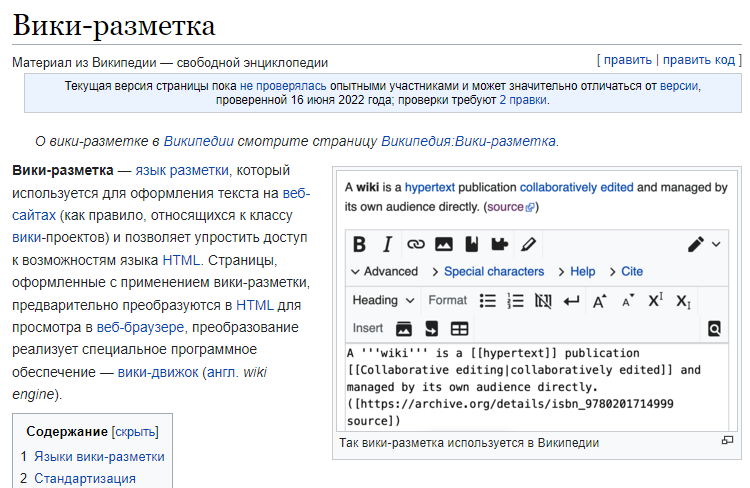 Вики-разметка
Материал из Википедии — свободной энциклопедии
[ править | править код ]
Текущая версия страницы пока не проверялась опытными участниками и может значительно отличаться от версии,
проверенной 16 июня 2022 года; проверки требуют 2 правки.
О вики-разметке в Википедии смотрите страницу Википедия:Вики-разметка.
Вики-разметка — язык разметки, который
используется для оформления текста на веб-
сайтах (как правило, относящихся к классу
вики-проектов) и позволяет упростить доступ
к возможностям языка HTML. Страницы,
оформленные с применением вики-разметки,
предварительно преобразуются в HTML для
просмотра в веб-браузере, преобразование
реализует специальное программное
обеспечение — вики-движок (англ. wiki
engine).
Содержание [скрыть]
1 Языки вики-разметки
2 Стандартизация
A wiki is a hypertext publication collaboratively edited and managed by
its own audience directly. (source)
B I
Advanced Special characters Help Cite
Heading Format A A X X
Insert
A '''wiki''' is a [[hypertext]] publication
[[Collaborative editing|collaboratively edited]] and
managed by its own audience directly.
([https://archive.org/details/isbn_9780201714999
source])
Так вики-разметка используется в Википедии